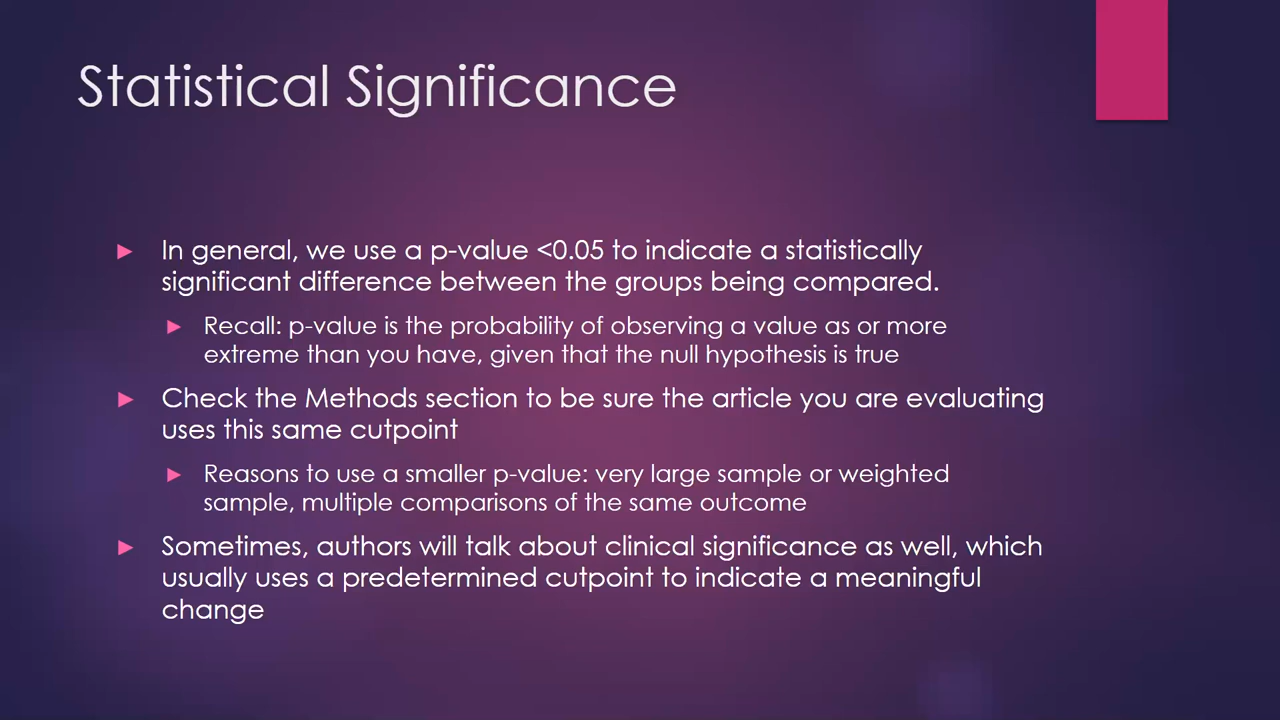 Statistical Significance
In general, we use a p-value <0.05 to indicate a statistically
significant difference between the groups being compared.
Recall: p-value is the probability of observing a value as or more
extreme than you have, given that the null hypothesis is true
Check the Methods section to be sure the article you are evaluating
uses this same cutpoint
Reasons to use a smaller p-value: very large sample or weighted
sample, multiple comparisons of the same outcome
Sometimes, authors will talk about clinical significance as well, which
usually uses a predetermined cutpoint to indicate a meaningful
change